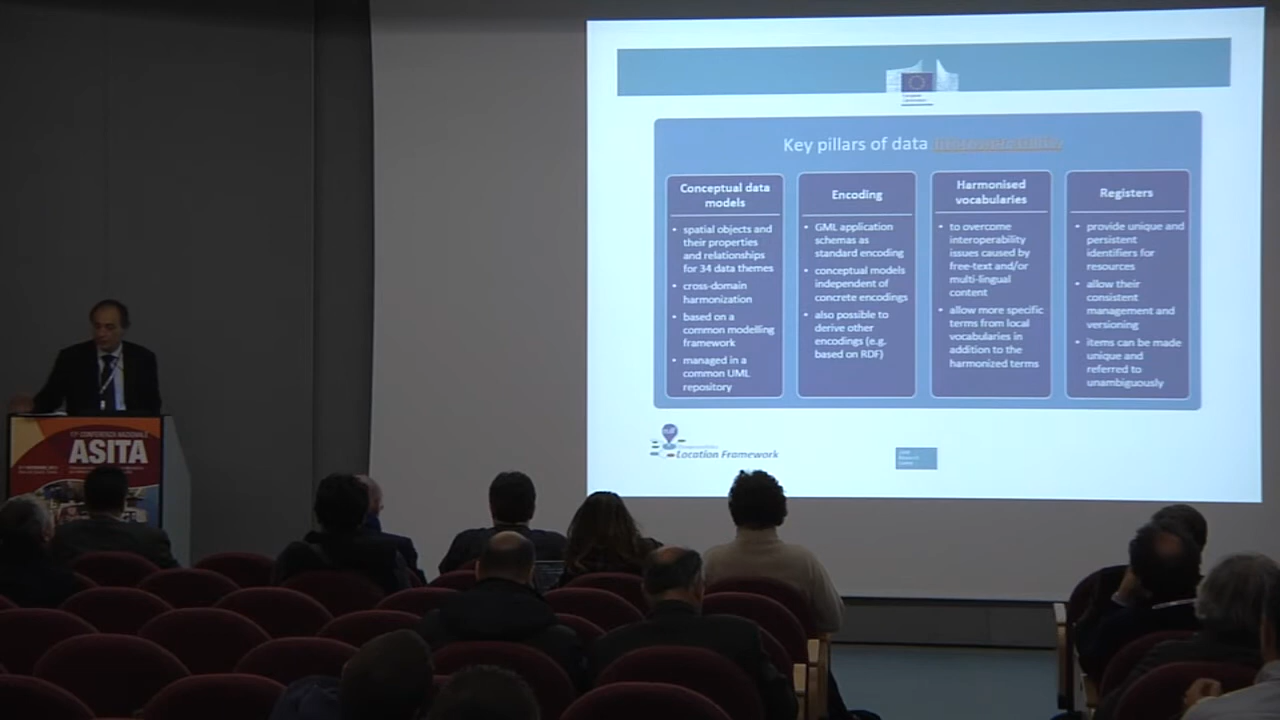 Key pillars of data interoperability
Conceptual data
models
• spatial objects and
their properties
and relationships
for 34 data themes
• cross-domain
harmonization
• based on a
common modelling
framework
• managed in a
common UML
repository
Encoding
• GML application
schemas as
standard encoding
• conceptual models
independent of
concrete encodings
• also possible to
derive other
encodings (e.g.
based on RDF)
Harmonised
vocabularies
• to overcome
interoperability
issues caused by
free-text and/or
multi-lingual
content
• allow more specific
terms from local
vocabularies in
addition to the
harmonized terms
Registers
• provide unique and
persistent
identifiers for
resources
• allow their
consistent
management and
versioning
• items can be made
unique and
referred to
unambiguously
Location Framework
CONFERENZA NAZIONALE
ASITA